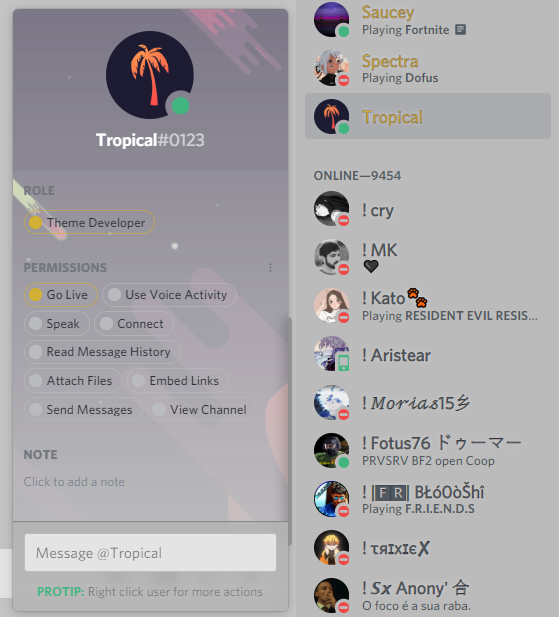 Tropical#0123
ROLE
Theme Developer
PERMISSIONS
Go Live
Use Voice Activity
Speak
Connect
Read Message History
Attach Files
Embed Links
Send Messages
View Channel
NOTE
Click to add a note
Message @Tropical
PROTIP: Right click user for more actions
Saucey
Playing Fortnite
Spectra
Playing Dofus
Tropical
ONLINE—9454
! cry
! MK
🖤
! Kato🐾
Playing RESIDENT EVIL RESIS...
! Aristear
! 𝓜𝓸𝓻𝓲𝓪𝓼15乡
! Fotus76 ドゥーマー
PRVSRV BF2 open Coop
! |🄵🅁| BŁó0òŠhî
Playing F.R.I.E.N.D.S
! τяιxιєχ
! 𝑺𝒙 Anony' 合
O foco é a sua raba.